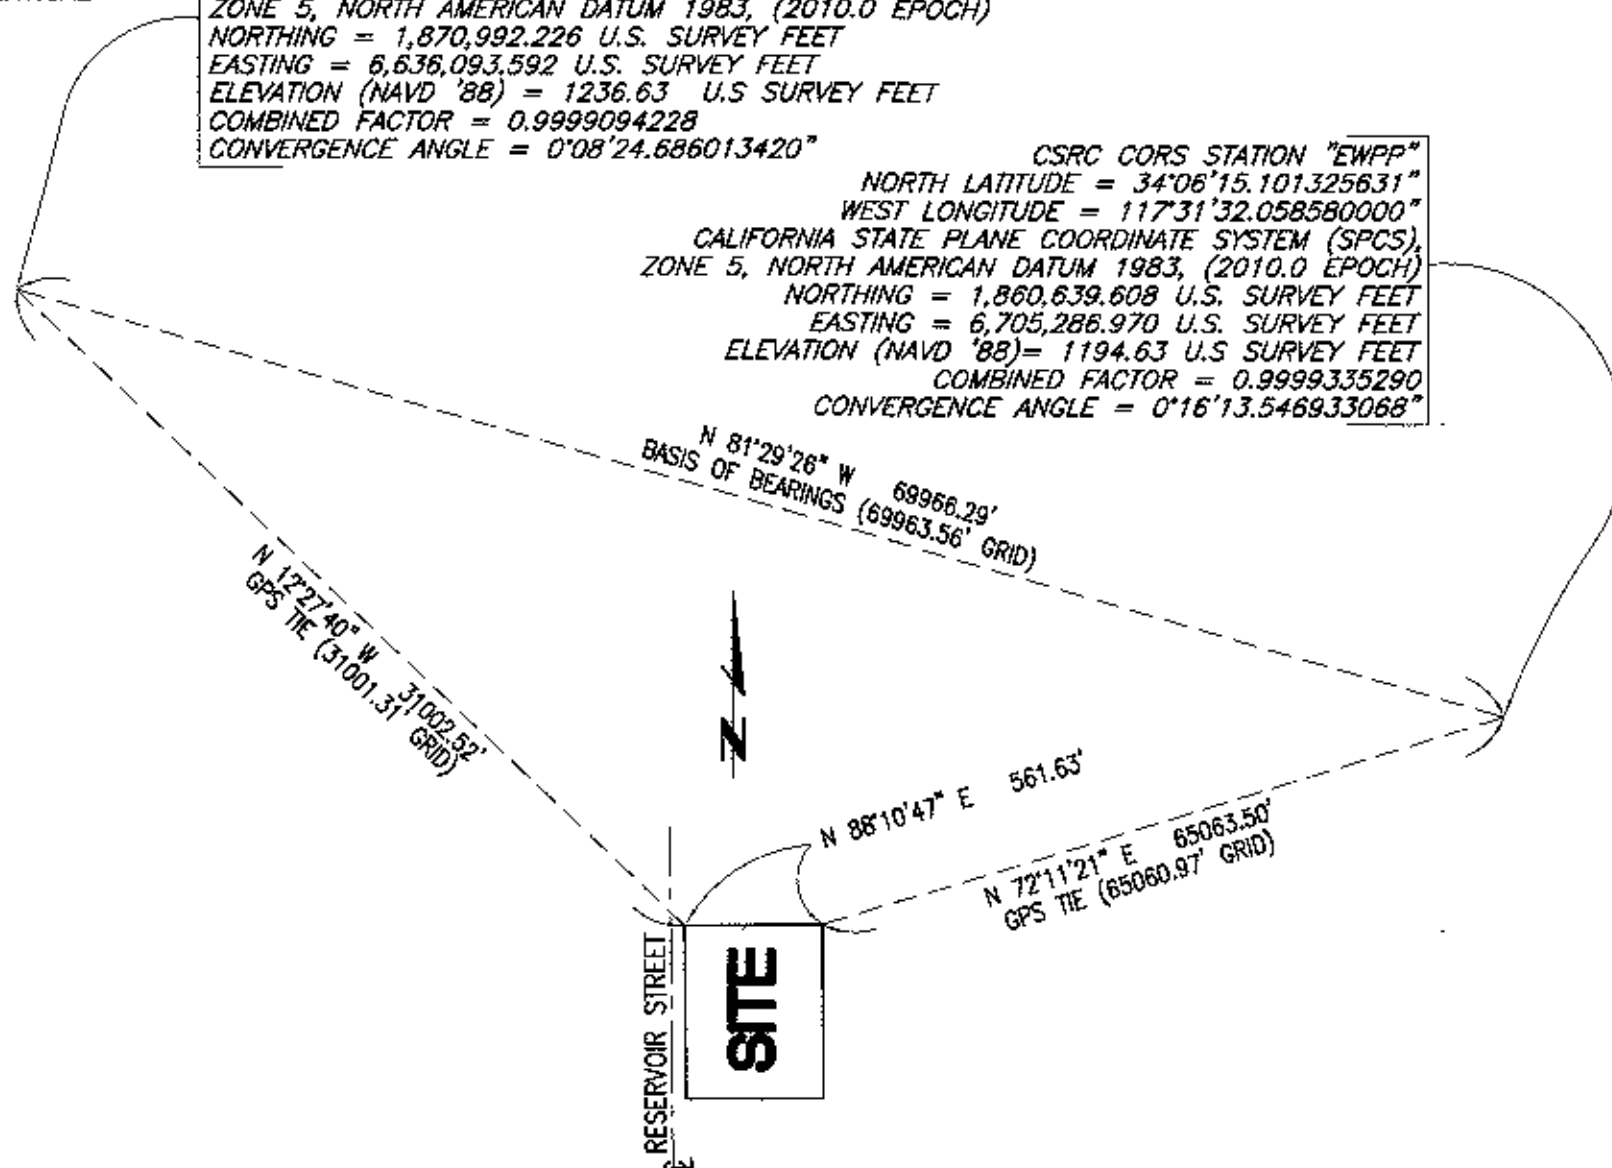 ZONE 5, NORTH AMERICAN DATUM 1983, (2010.0 EPOCH)
NORTHING = 1,870,992.226 U.S. SURVEY FEET
EASTING = 6,636,093.592 U.S. SURVEY FEET
ELEVATION (NAVD '88) = 1236.63 U.S SURVEY FEET
COMBINED FACTOR = 0.9999094228
CONVERGENCE ANGLE = 0°08'24.686013420"
CSRC CORS STATION "EWPP"
NORTH LATITUDE = 34°06'15.101325631"
WEST LONGITUDE = 117°31'32.058580000"
CALIFORNIA STATE PLANE COORDINATE SYSTEM (SPCS),
ZONE 5, NORTH AMERICAN DATUM 1983, (2010.0 EPOCH)
NORTHING = 1,860,639.608 U.S. SURVEY FEET
EASTING = 6,705,286.970 U.S. SURVEY FEET
ELEVATION (NAVD '88)= 1194.63 U.S SURVEY FEET
COMBINED FACTOR = 0.9999335290
CONVERGENCE ANGLE = 0°16'13.546933068"
N 81°29'26" W 69966.29'
BASIS OF BEARINGS (69963.56' GRID)
N 12°27'40" W 31002.52'
GPS TIE (31001.31' GRID)
N
N 88°10'47" E 561.63'
N 72°11'21" E 65063.50'
GPS TIE (65060.97' GRID)
RESERVOIR STREET
SITE